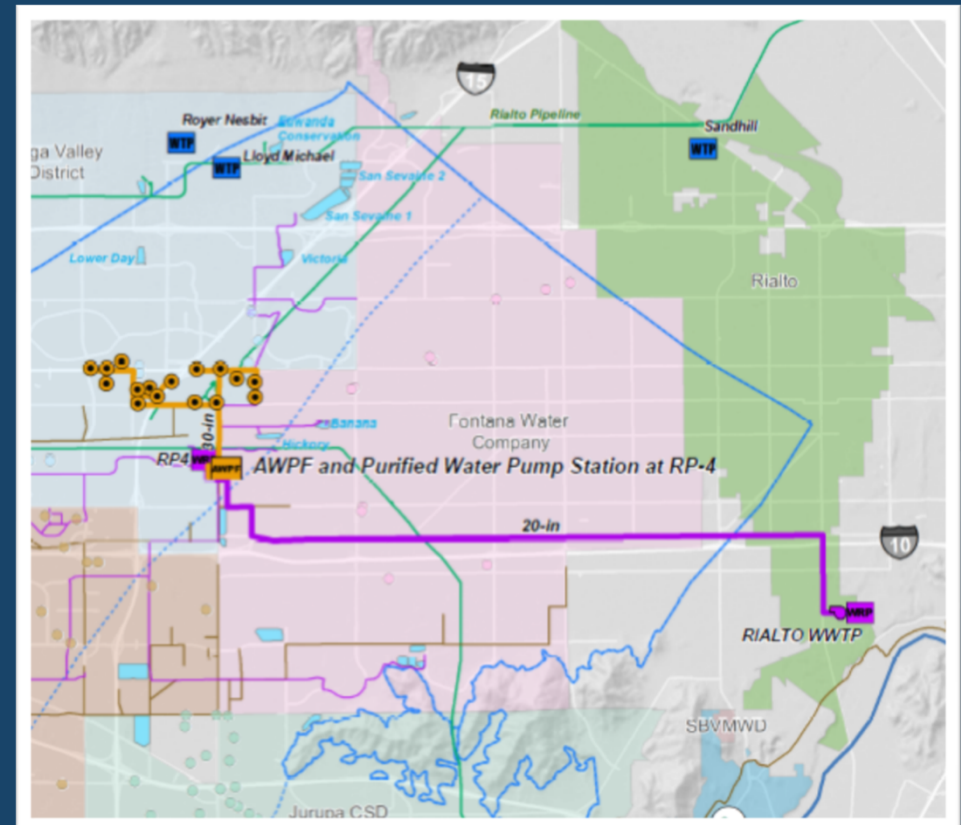 15
Rialto Pipeline
Royer Nesbit
Conservation
Sandhill
WTP
WTP
Lloyd Michael
WTP
ga Valley
District
San Sevaine 2
San Sevaine 1
Lower Day
Victoria
Rialto
30-in
Banana
Fontana Water
Company
Hickory
RP4
AWPF
AWPF and Purified Water Pump Station at RP-4
20-in
10
WRP
RIALTO WWTP
SBVMWD
Jurupa CSD